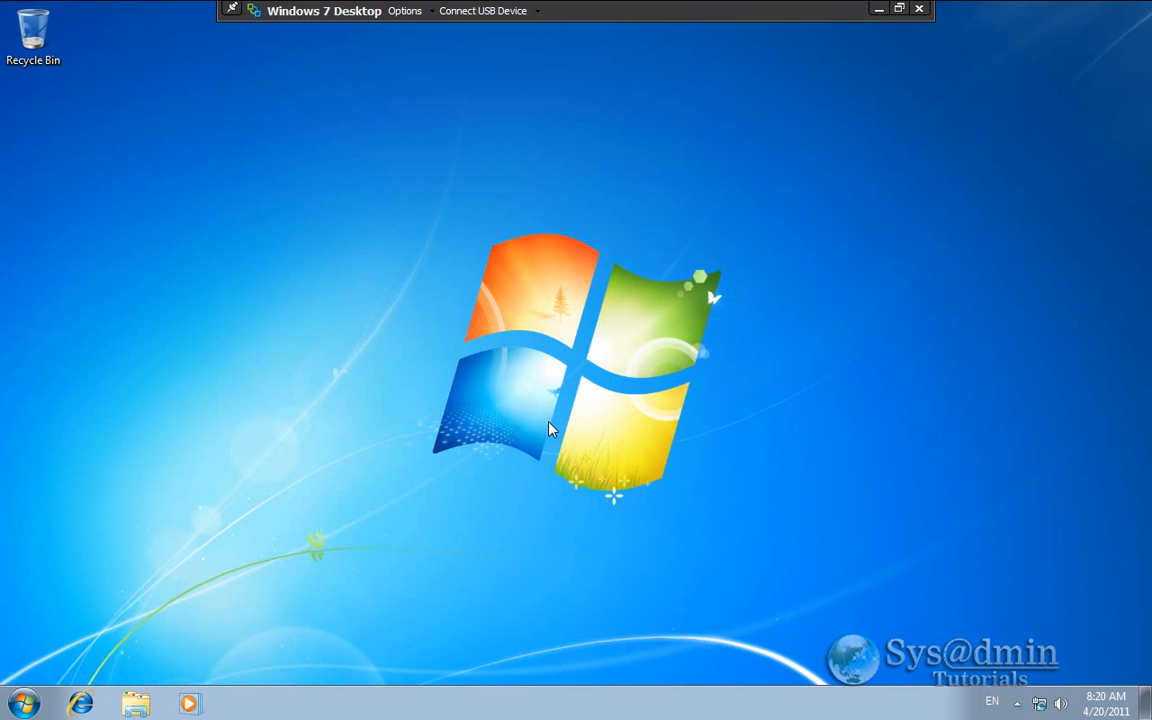 Windows 7 Desktop Options Connect USB Device
Recycle Bin
Sys@dmin
Tutorials
EN
8:20 AM
4/20/2011